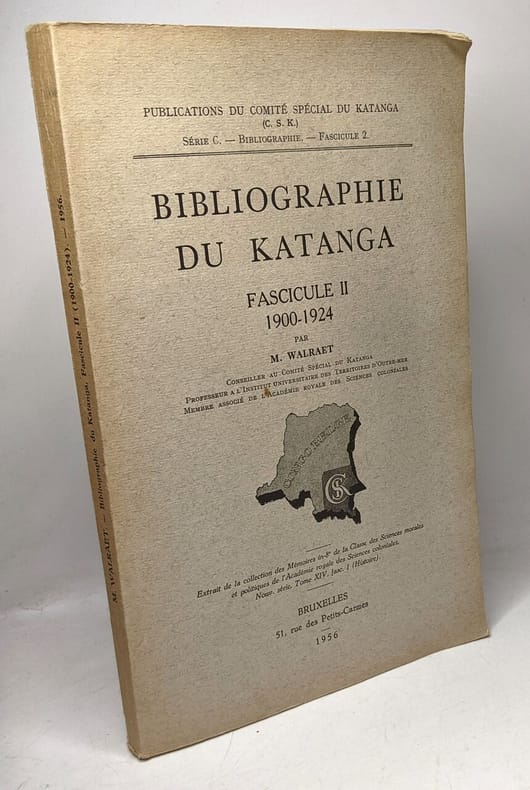 PUBLICATIONS DU COMITÉ SPÉCIAL DU KATANGA
(C. S. K.)
SÉRIE C. — BIBLIOGRAPHIE. — FASCICULE 2.
BIBLIOGRAPHIE
DU KATANGA
FASCICULE II
1900-1924
PAR
M. WALRAET
CONSEILLER AU COMITÉ SPÉCIAL DU KATANGA
PROFESSEUR A L'INSTITUT UNIVERSITAIRE DES TERRITOIRES D'OUTRE-MER
MEMBRE ASSOCIÉ DE L'ACADÉMIE ROYALE DES SCIENCES COLONIALES
CONGO BELGE
CSK
Extrait de la collection des Mémoires in-8° de la Classe des Sciences morales
et politiques de l'Académie royale des Sciences coloniales.
Nouv. série, Tome XIV, fasc. 1 (Histoire).
BRUXELLES
51, rue des Petits-Carmes
1956
M. WALRAET. — Bibliographie du Katanga, Fascicule II (1900-1924). — 1956.